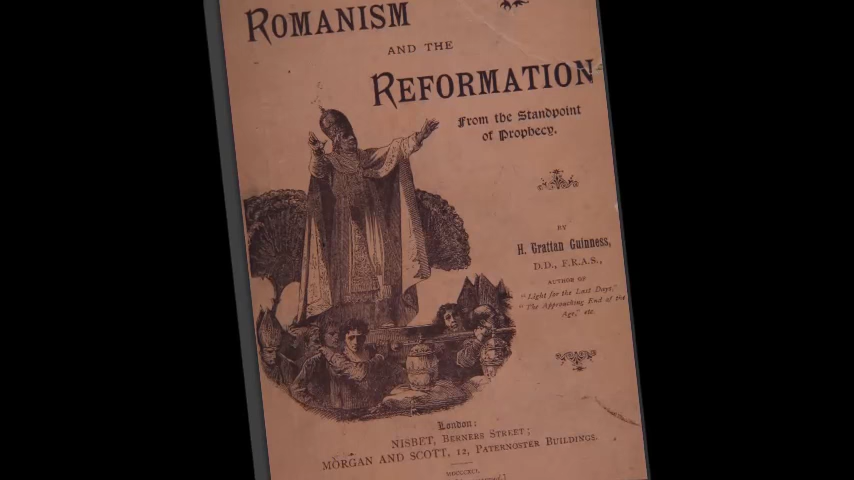 ROMANISM
AND THE
REFORMATION
From the Standpoint
of Prophecy.
BY
H. Grattan Guinness,
D.D., F.R.A.S.,
AUTHOR OF
"Light for the Last Days,"
"The Approaching End of the
Age," etc.
London:
NISBET, BERNERS STREET;
MORGAN AND SCOTT, 12, PATERNOSTER BUILDINGS.